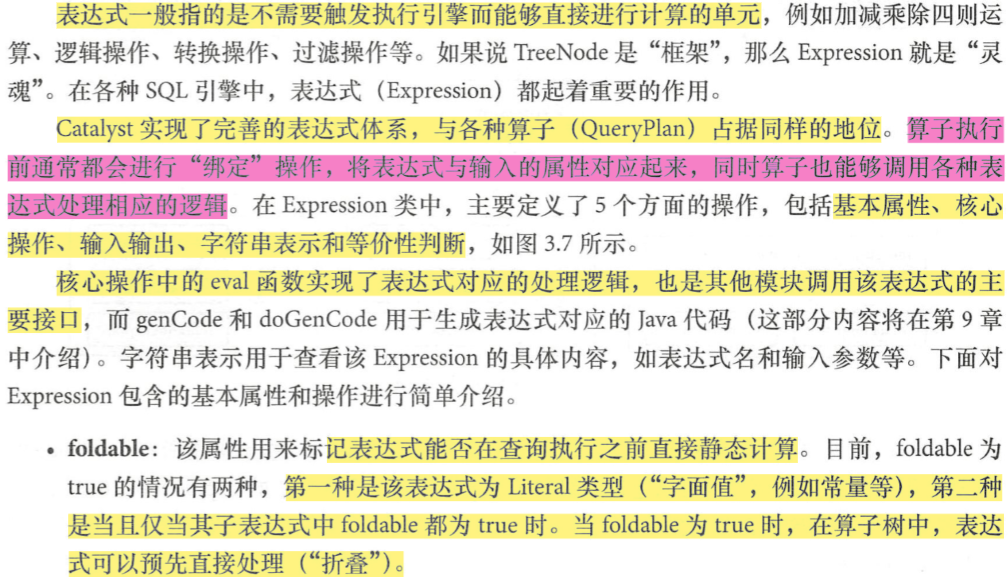 表达式一般指的是不需要触发执行引擎而能够直接进行计算的单元，例如加减乘除四则运
算、逻辑操作、转换操作、过滤操作等。如果说 TreeNode 是“框架”，那么 Expression 就是“灵
魂”。在各种 SQL 引擎中，表达式（Expression）都起着重要的作用。
Catalyst 实现了完善的表达式体系，与各种算子（QueryPlan）占据同样的地位。算子执行
前通常都会进行“绑定”操作，将表达式与输入的属性对应起来，同时算子也能够调用各种表
达式处理相应的逻辑。在 Expression 类中，主要定义了 5 个方面的操作，包括基本属性、核心
操作、输入输出、字符串表示和等价性判断，如图 3.7 所示。
核心操作中的 eval 函数实现了表达式对应的处理逻辑，也是其他模块调用该表达式的主
要接口，而 genCode 和 doGenCode 用于生成表达式对应的 Java 代码（这部分内容将在第 9 章
中介绍）。字符串表示用于查看该 Expression 的具体内容，如表达式名和输入参数等。下面对
Expression 包含的基本属性和操作进行简单介绍。
• foldable：该属性用来标记表达式能否在查询执行之前直接静态计算。目前，foldable 为
true 的情况有两种，第一种是该表达式为 Literal 类型（“字面值”，例如常量等），第二种
是当且仅当其子表达式中 foldable 都为 true 时。当 foldable 为 true 时，在算子树中，表达
式可以预先直接处理（“折叠”）。